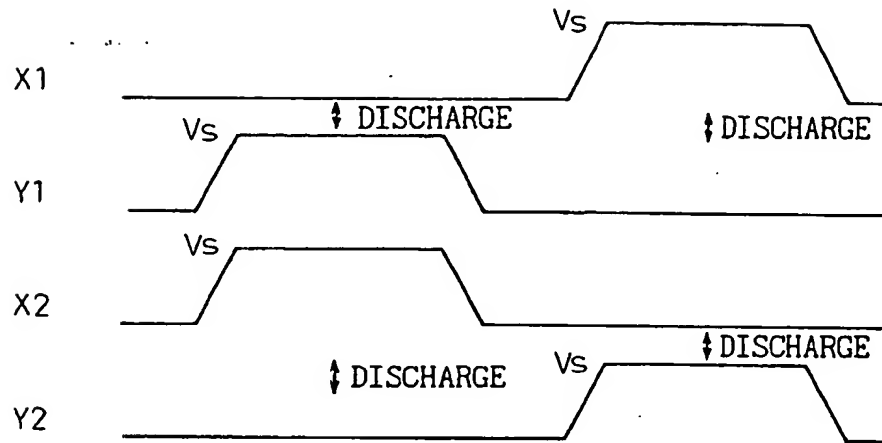 Vs
X1
DISCHARGE
DISCHARGE
Vs
Y1
Vs
X2
DISCHARGE
DISCHARGE
Vs
Y2